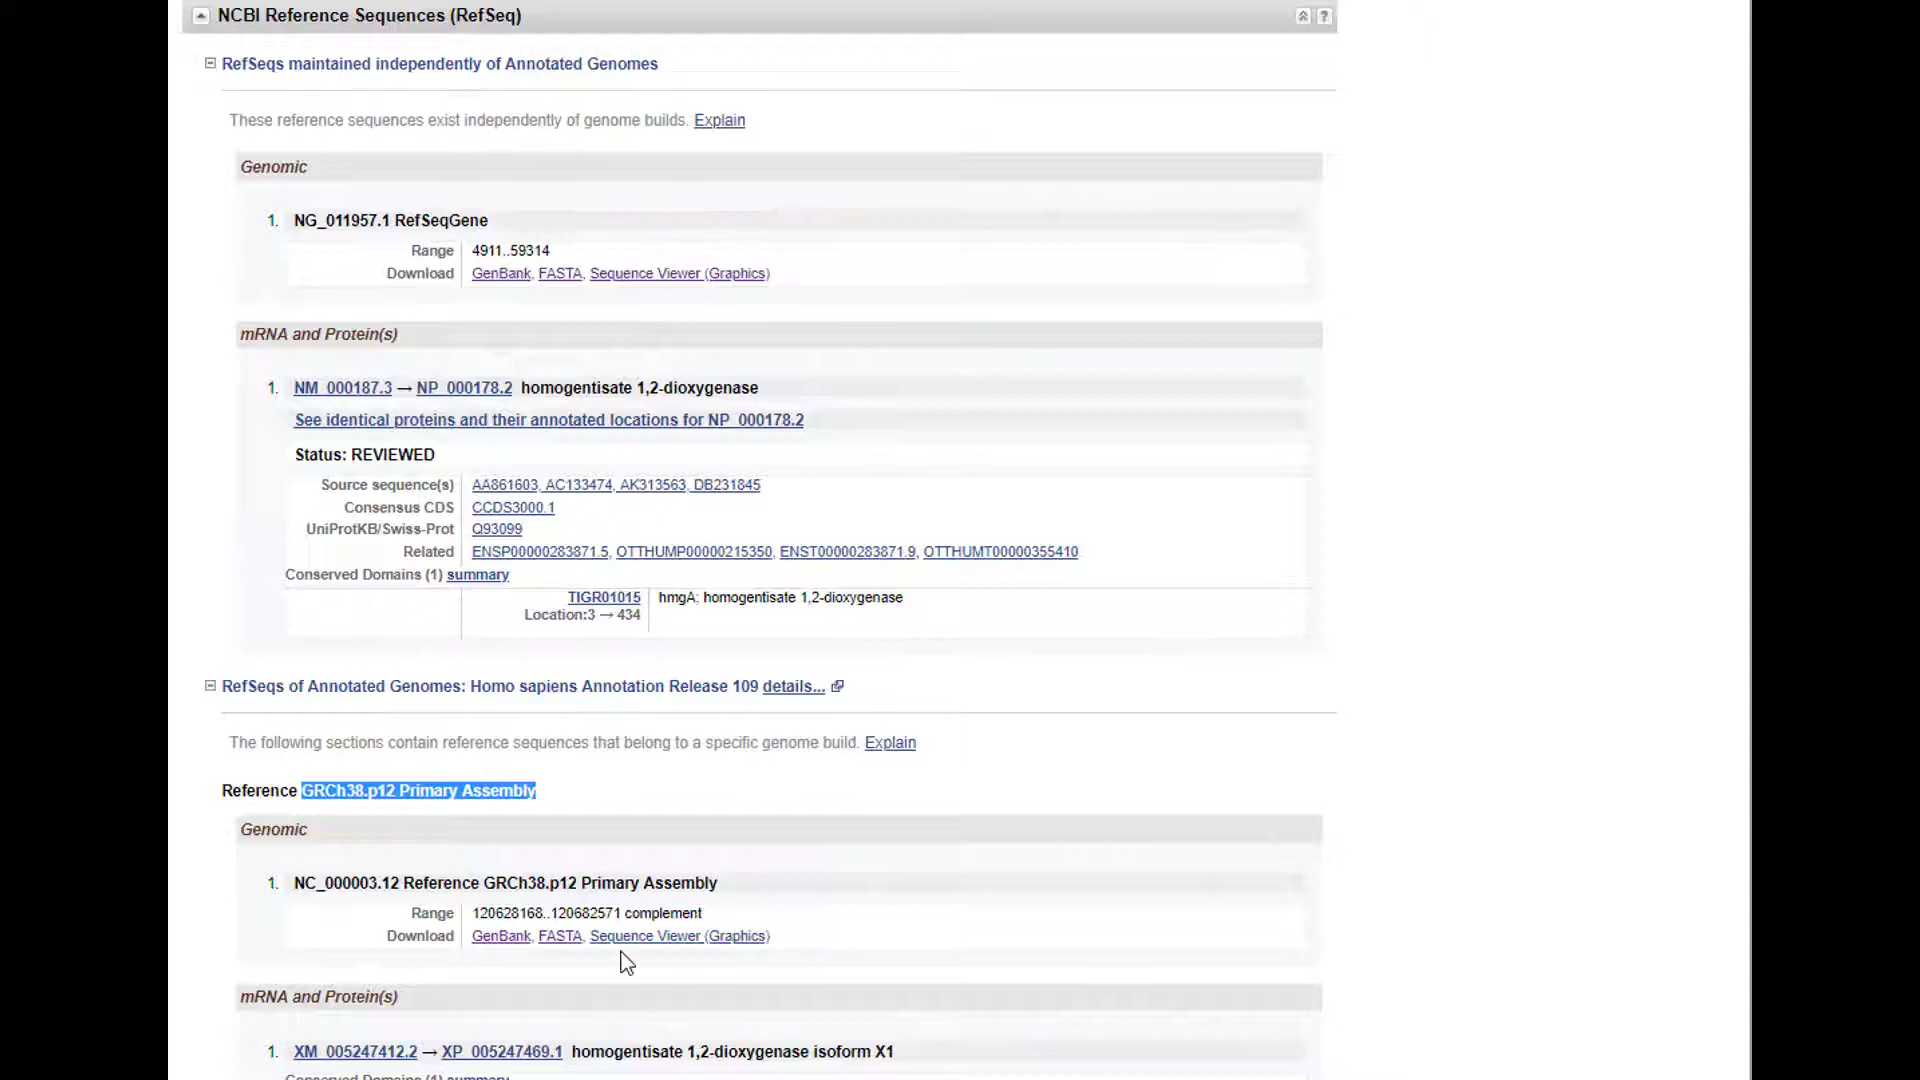 NCBI Reference Sequences (RefSeq)
RefSeqs maintained independently of Annotated Genomes
These reference sequences exist independently of genome builds. Explain
Genomic
1. NG_011957.1 RefSeqGene
Range 4911..59314
Download GenBank, FASTA, Sequence Viewer (Graphics)
mRNA and Protein(s)
1. NM_000187.3 → NP_000178.2 homogentisate 1,2-dioxygenase
See identical proteins and their annotated locations for NP_000178.2
Status: REVIEWED
Source sequence(s) AA861603, AC133474, AK313563, DB231845
Consensus CDS CCDS3000.1
UniProtKB/Swiss-Prot Q93099
Related ENSP00000283871.5, OTTHUMP00000215350, ENST00000283871.9, OTTHUMT00000355410
Conserved Domains (1) summary
TIGR01015 hmgA; homogentisate 1,2-dioxygenase
Location:3 → 434
RefSeqs of Annotated Genomes: Homo sapiens Annotation Release 109 details...
The following sections contain reference sequences that belong to a specific genome build. Explain
Reference GRCh38.p12 Primary Assembly
Genomic
1. NC_000003.12 Reference GRCh38.p12 Primary Assembly
Range 120628168..120682571 complement
Download GenBank, FASTA, Sequence Viewer (Graphics)
mRNA and Protein(s)
1. XM_005247412.2 → XP_005247469.1 homogentisate 1,2-dioxygenase isoform X1
Conserved Domains (1) summary